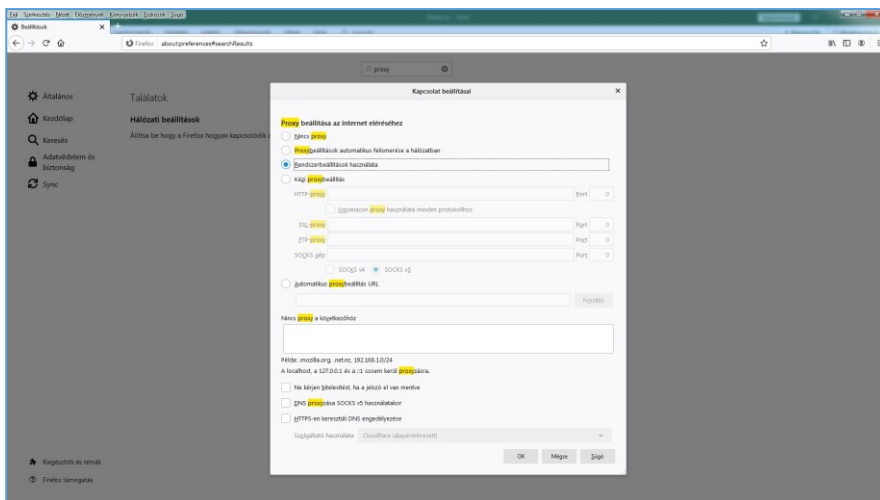 Fájl Szerkesztés Nézet Előzmények Könyvjelzők Eszközök Súgó
Beállítások
Firefox about:preferences#searchResults
proxy
Általános
Kezdőlap
Keresés
Adatvédelem és
biztonság
Sync
Találatok
Hálózati beállítások
Állítsa be hogy a Firefox hogyan kapcsolódik
Kapcsolat beállításai
Proxy beállítása az internet eléréséhez
Nincs proxy
Proxybeállítások automatikus felismerése a hálózatban
Rendszerbeállítások használata
Kézi proxybeállítás
HTTP-proxy Port 0
Ugyanazon proxy használata minden protokollhoz
SSL-proxy Port 0
FTP-proxy Port 0
SOCKS gép Port 0
SOCKS v4 SOCKS v5
Automatikus proxybeállítás URL
Frissítés
Nincs proxy a következőhöz
Példa: .mozilla.org, .net.nz, 192.168.1.0/24
A localhost, a 127.0.0.1 és a ::1 sosem kerül proxyzásra.
Ne kérjen hitelesítést, ha a jelszó el van mentve
DNS proxyzása SOCKS v5 használatakor
HTTPS-en keresztüli DNS engedélyezése
Szolgáltató használata Cloudflare (alapértelmezett)
OK Mégse Súgó
Kiegészítők és témák
Firefox támogatás